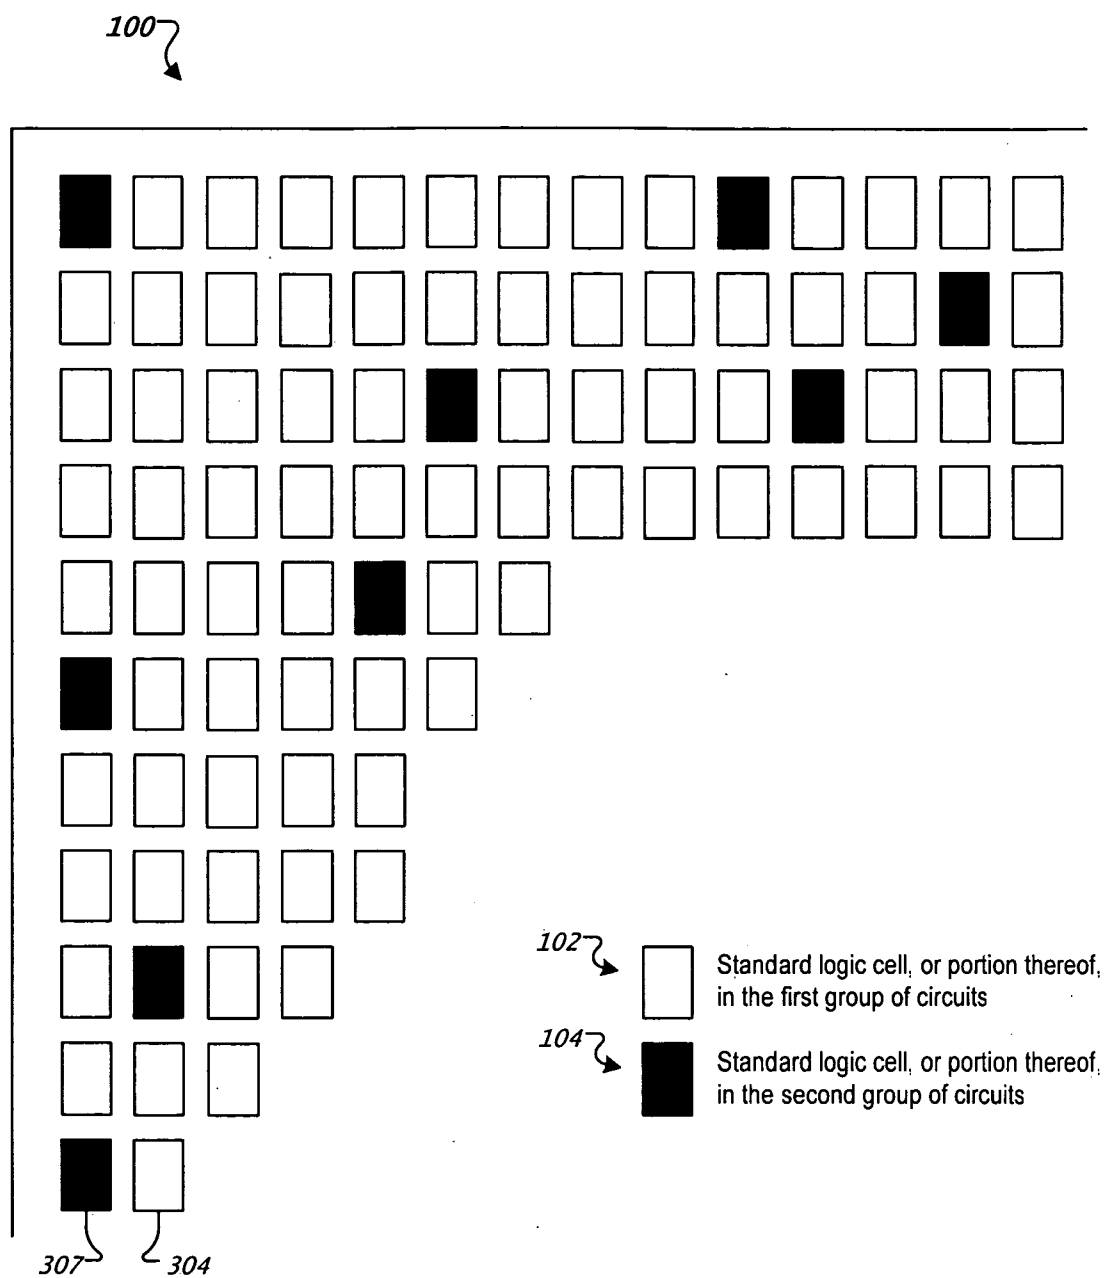 100
102
Standard logic cell, or portion thereof,
in the first group of circuits
104
Standard logic cell, or portion thereof,
in the second group of circuits
307
304